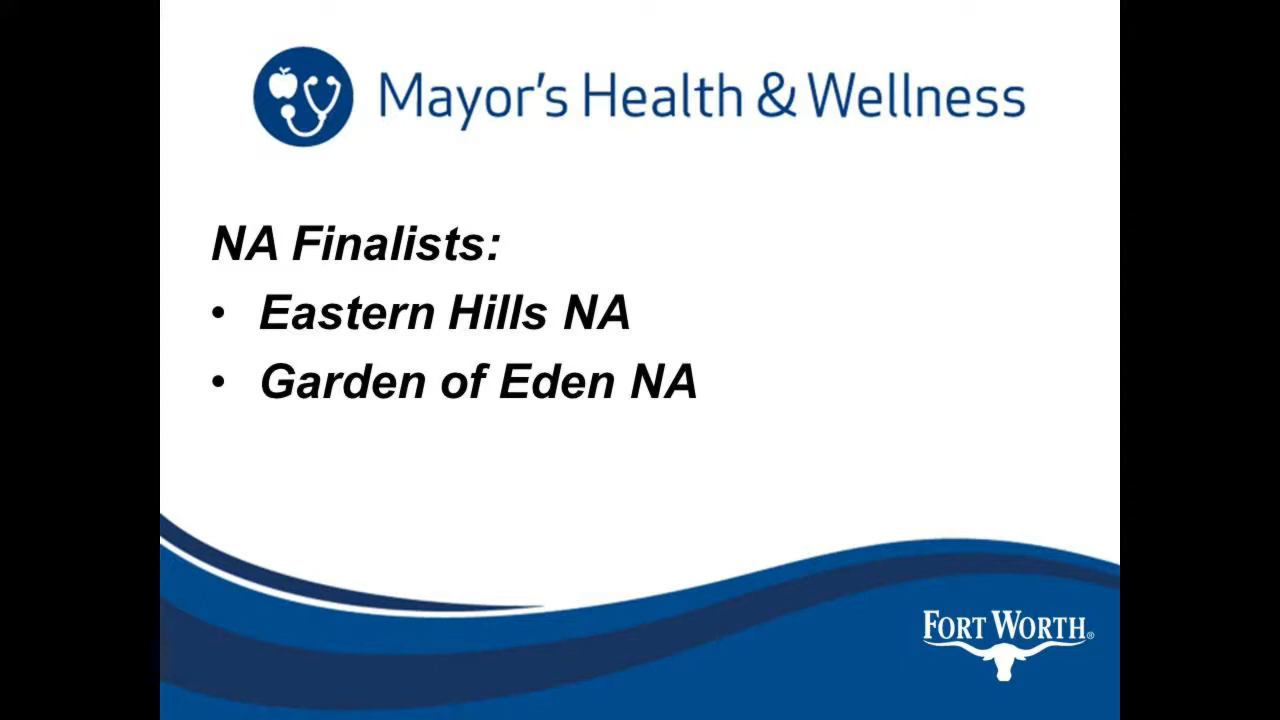 Mayor's Health & Wellness
NA Finalists:
• Eastern Hills NA
• Garden of Eden NA
FORT WORTH®